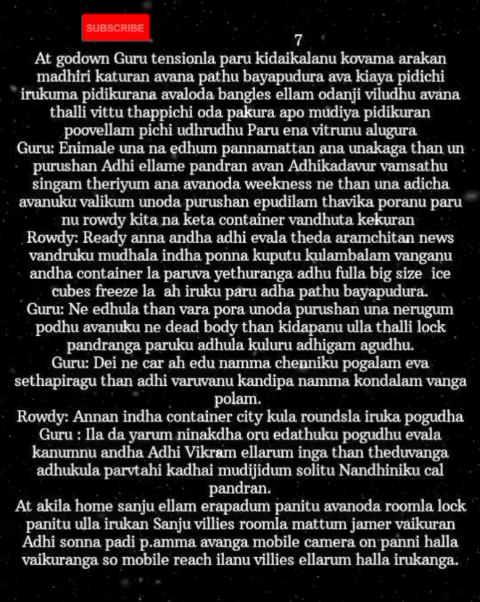 SUBSCRIBE
7
At godown Guru tensionla paru kidaikalanu kovama arakan
madhiri katuran avana pathu bayapudura ava kiaya pidichi
irukuma pidikurana avaloda bangles ellam odanji viludhu avana
thalli vittu thappichi oda pakura apo mudiya pidikuran
poovellam pichi udhrudhu Paru ena vitrunu alugura
Guru: Enimale una na edhum pannamattan ana unakaga than un
purushan Adhi ellame pandran avan Adhikadavur vamsathu
singam theriyum ana avanoda weekness ne than una adicha
avanuku valikum unoda purushan epudilam thavika poranu paru
nu rowdy kita na keta container vandhuta kekuran
Rowdy: Ready anna andha adhi evala theda aramchitan news
vandruku mudhala indha ponna kuputu kulambalam vanganu
andha container la paruva yethuranga adhu fulla big size  ice
cubes freeze la  ah iruku paru adha pathu bayapudura.
Guru: Ne edhula than vara pora unoda purushan una nerugum
podhu avanuku ne dead body than kidapanu ulla thalli lock
pandranga paruku adhula kuluru adhigam agudhu.
Guru: Dei ne car ah edu namma chenniku pogalam eva
sethapiragu than adhi varuvanu kandipa namma kondalam vanga
polam.
Rowdy: Annan indha container city kula roundsla iruka pogudha
Guru : Ila da yarum ninakdha oru edathuku pogudhu evala
kanumnu andha Adhi Vikram ellarum inga than theduvanga
adhukula parvtahi kadhai mudijidum solitu Nandhiniku cal
pandran.
At akila home sanju ellam erapadum panitu avanoda roomla lock
panitu ulla irukan Sanju villies roomla mattum jamer vaikuran
Adhi sonna padi p.amma avanga mobile camera on panni halla
vaikuranga so mobile reach ilanu villies ellarum halla irukanga.